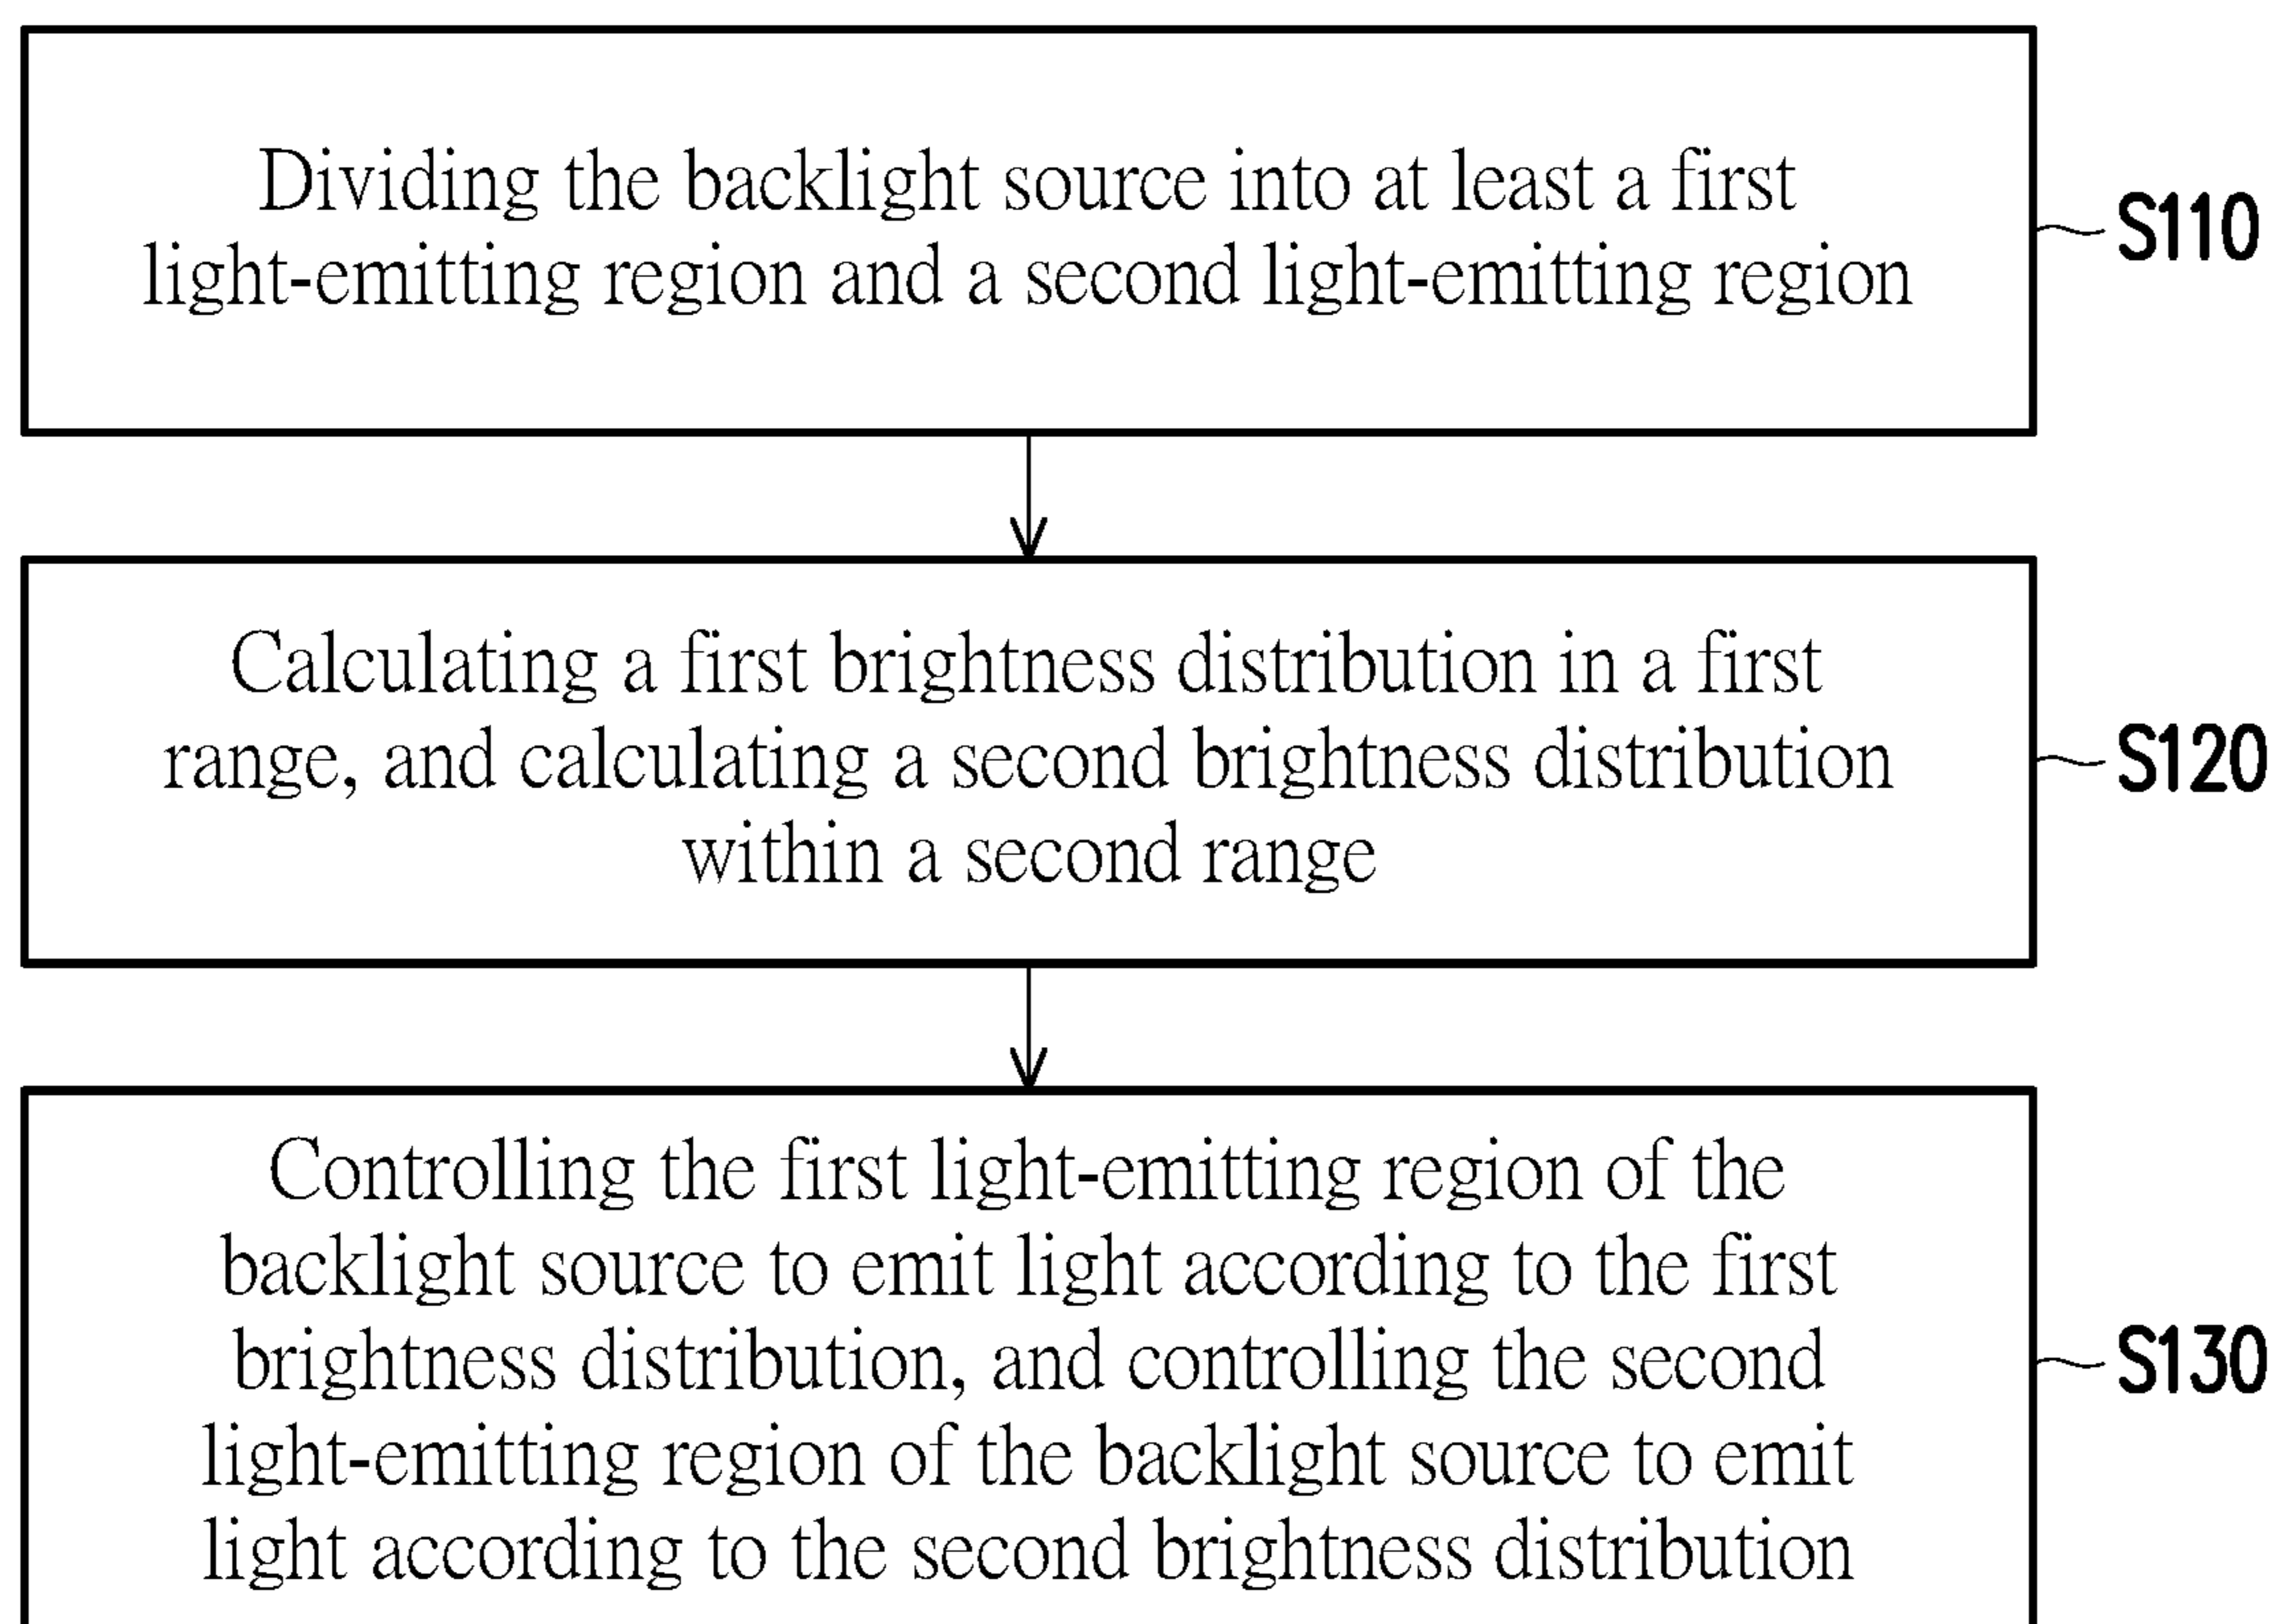 Dividing the backlight source into at least a first
light-emitting region and a second light-emitting region
S110
Calculating a first brightness distribution in a first
range, and calculating a second brightness distribution
within a second range
S120
Controlling the first light-emitting region of the
backlight source to emit light according to the first
brightness distribution, and controlling the second
light-emitting region of the backlight source to emit
light according to the second brightness distribution
S130